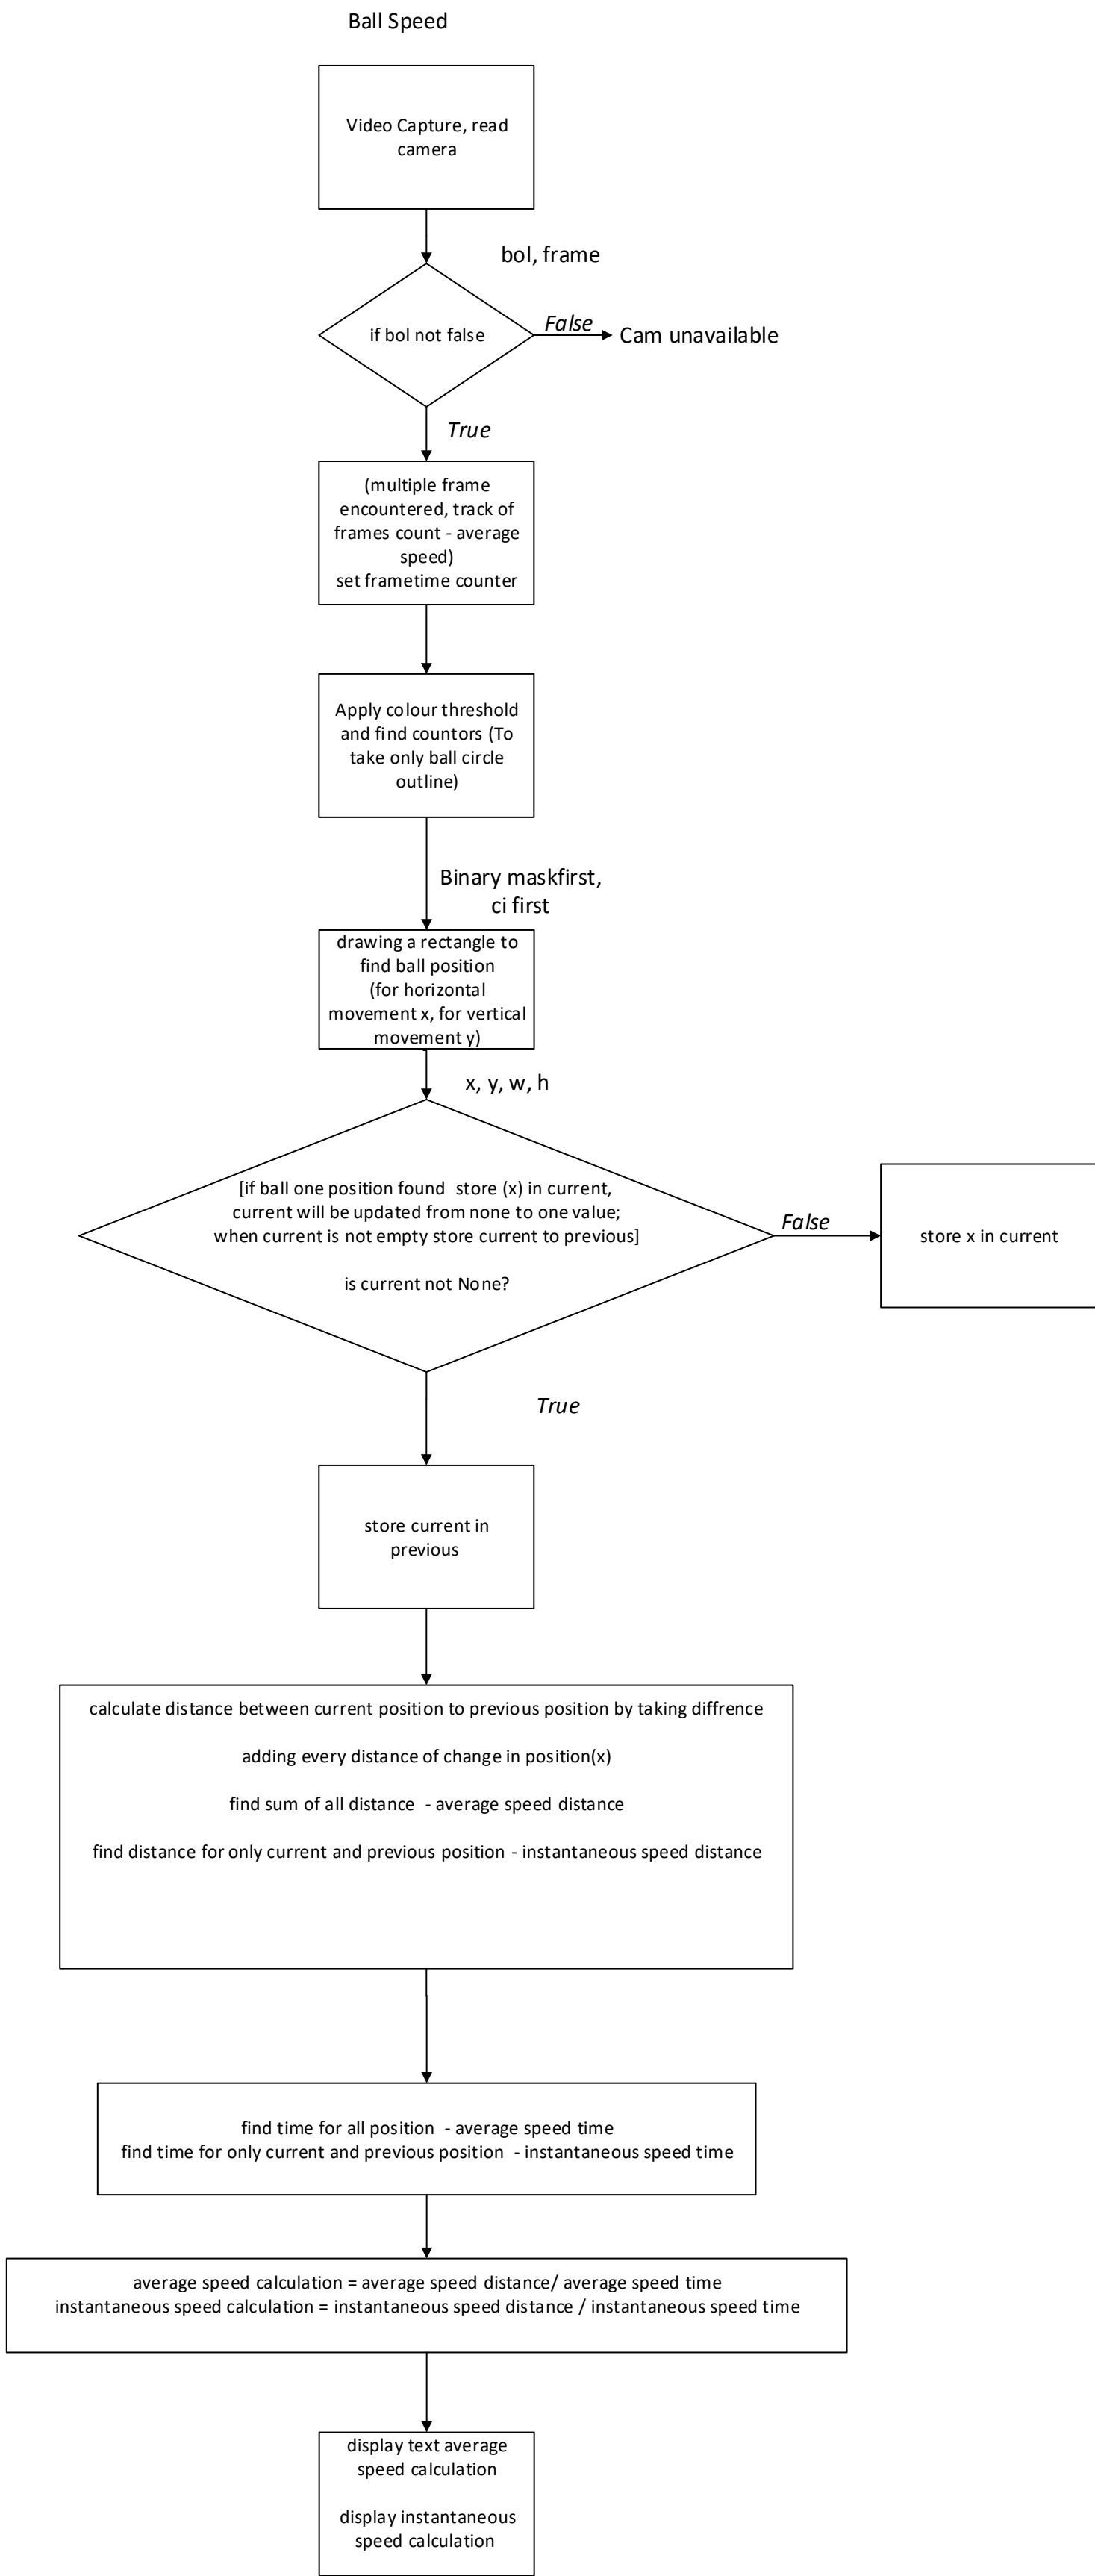 Ball Speed
Video Capture, read
camera
bol, frame
if bol not false
False
Cam unavailable
True
(multiple frame
encountered, track of
frames count - average
speed)
set frametime counter
Apply colour threshold
and find countors (To
take only ball circle
outline)
Binary maskfirst,
ci first
drawing a rectangle to
find ball position
(for horizontal
movement x, for vertical
movement y)
x, y, w, h
[if ball one position found store (x) in current,
current will be updated from none to one value;
when current is not empty store current to previous]
is current not None?
False
store x in current
True
store current in
previous
calculate distance between current position to previous position by taking diffrence
adding every distance of change in position(x)
find sum of all distance - average speed distance
find distance for only current and previous position - instantaneous speed distance
find time for all position - average speed time
find time for only current and previous position - instantaneous speed time
average speed calculation = average speed distance/ average speed time
instantaneous speed calculation = instantaneous speed distance / instantaneous speed time
display text average
speed calculation
display instantaneous
speed calculation